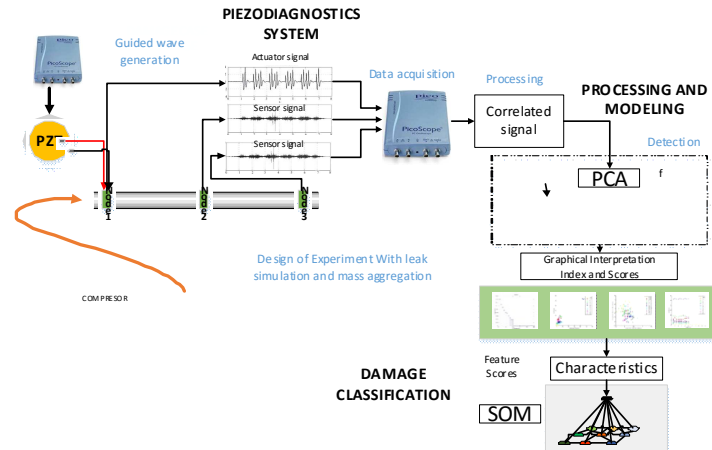 PIEZODIAGNOSTICS
SYSTEM
Guided wave
generation
Actuator signal
Sensor signal
Sensor signal
Data acquisition
Processing
PROCESSING AND
MODELING
Correlated
signal
Detection
PicoScope
PicoScope
PZT
PCA
f
Node
1
Node
2
Node
3
Design of Experiment With leak
simulation and mass aggregation
COMPRESOR
Graphical Interpretation
Index and Scores
Feature
Scores
Characteristics
DAMAGE
CLASSIFICATION
SOM